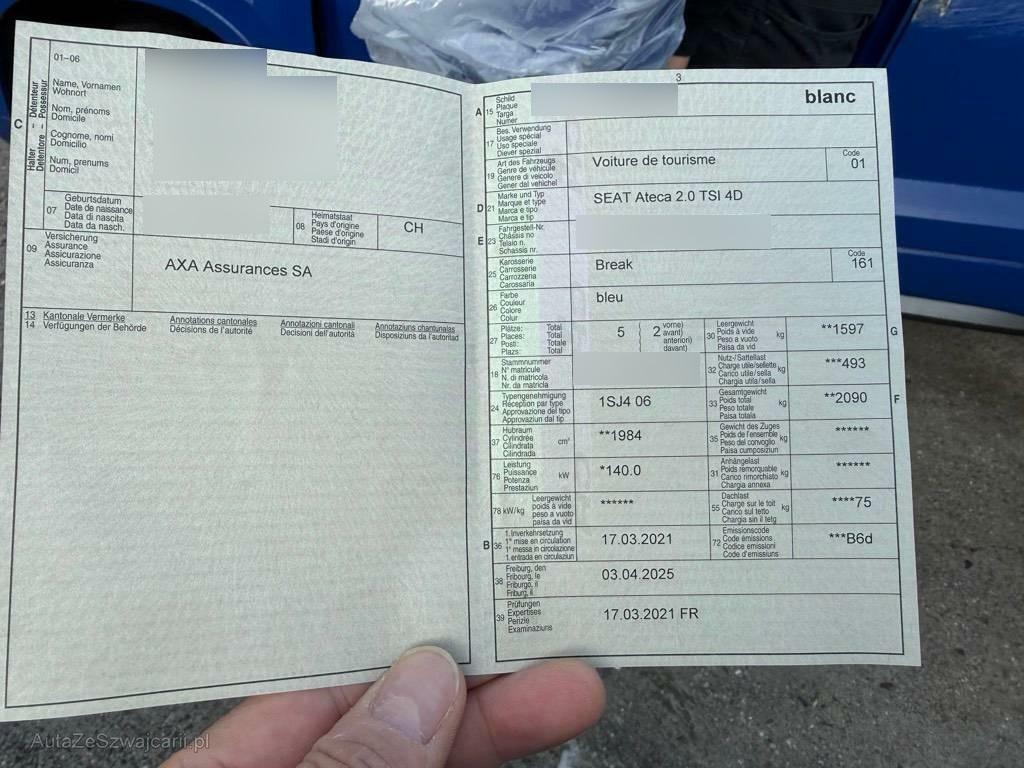 01–06
C
Halter – Détenteur
Detentore – Possessur
Name, Vornamen
Wohnort
Nom, prénoms
Domicile
Cognome, nomi
Domicilio
Num, prenums
Domicil
07
Geburtsdatum
Date de naissance
Data di nascita
Data da nasch.
08
Heimatstaat
Pays d'origine
Paese d'origine
Stadi d'origin
CH
09
Versicherung
Assurance
Assicurazione
Assicuranza
AXA Assurances SA
13 Kantonale Vermerke Annotations cantonales Annotazioni cantonali Annotaziuns chantunalas
14 Verfügungen der Behörde Décisions de l'autorité Decisioni dell'autorità Disposiziuns da l'autoritad
3
A 15
Schild
Plaque
Targa
Numer
blanc
17
Bes. Verwendung
Usage spécial
Uso speciale
Diever spezial
19
Art des Fahrzeugs
Genre de véhicule
Genere di veicolo
Gener dal vehichel
Voiture de tourisme
Code
01
D 21
Marke und Typ
Marque et type
Marca e tipo
Marca e tip
SEAT Ateca 2.0 TSI 4D
E 23
Fahrgestell-Nr.
Châssis no
Telaio n.
Schassis nr.
25
Karosserie
Carrosserie
Carrozzeria
Carossaria
Break
Code
161
26
Farbe
Couleur
Colore
Colur
bleu
27
Plätze: Total
Places: Total
Posti: Totale
Plazs: Total
5
2
vorne)
avant)
anteriori)
davant)
30
Leergewicht
Poids à vide
Peso a vuoto
Paisa da vid
kg
**1597
G
18
Stammnummer
N° matricule
N. di matricola
Nr. da matricla
32
Nutz-/Sattellast
Charge utile/sellette
Carico utile/sella
Chargia utila/sella
kg
***493
24
Typengenehmigung
Réception par type
Approvazione del tipo
Approvaziun dal tip
1SJ4 06
33
Gesamtgewicht
Poids total
Peso totale
Paisa totala
kg
**2090
F
37
Hubraum
Cylindrée
Cilindrata
Cilindrada
cm³
**1984
35
Gewicht des Zuges
Poids de l'ensemble
Peso del convoglio
Paisa cumposiziun
kg
******
76
Leistung
Puissance
Potenza
Prestaziun
kW
*140.0
31
Anhängelast
Poids remorquable
Carico rimorchiato
Chargia annexa
kg
******
78 kW/kg
Leergewicht
poids à vide
peso a vuoto
paisa da vid
******
55
Dachlast
Charge sur le toit
Carico sul tetto
Chargia sin il tetg
kg
****75
B 36
1. Inverkehrsetzung
1re mise en circulation
1a messa in circolazione
1. entrada en circulaziun
17.03.2021
72
Emissionscode
Code émissions
Codice emissioni
Code d'emissiuns
***B6d
38
Freiburg, den
Fribourg, le
Friburgo, il
Friburg, il
03.04.2025
39
Prüfungen
Expertises
Perizie
Examinaziuns
17.03.2021 FR
AutaZeSzwajcarii.pl